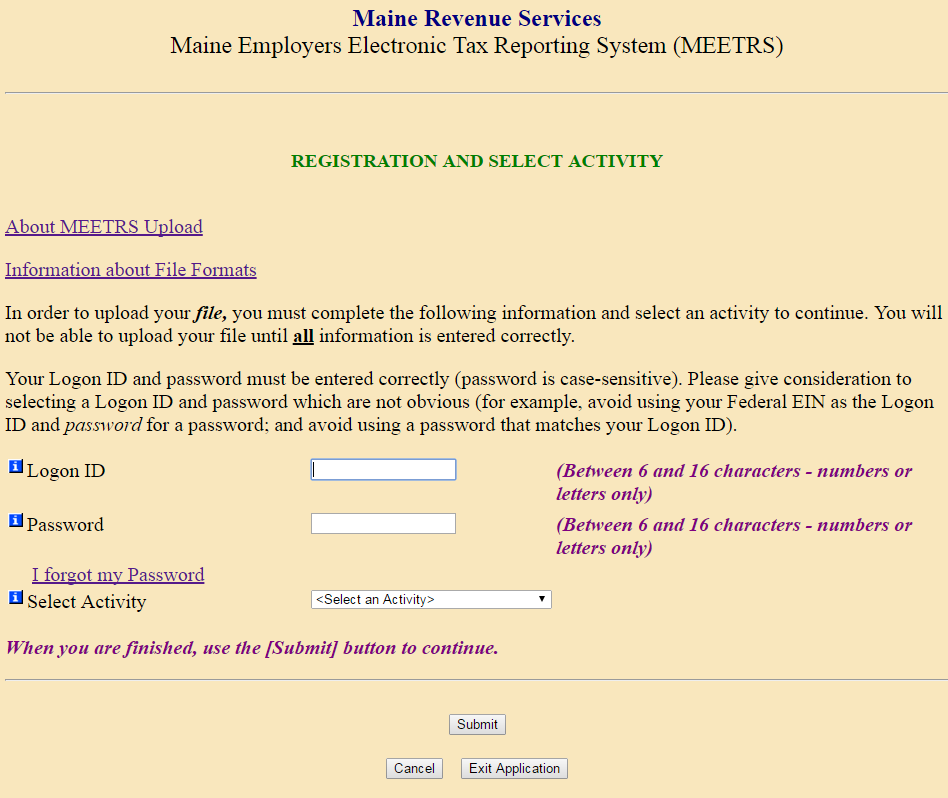 Maine Revenue Services
Maine Employers Electronic Tax Reporting System (MEETRS)
REGISTRATION AND SELECT ACTIVITY
About MEETRS Upload
Information about File Formats
In order to upload your file, you must complete the following information and select an activity to continue. You will
not be able to upload your file until all information is entered correctly.
Your Logon ID and password must be entered correctly (password is case-sensitive). Please give consideration to
selecting a Logon ID and password which are not obvious (for example, avoid using your Federal EIN as the Logon
ID and password for a password; and avoid using a password that matches your Logon ID).
i Logon ID (Between 6 and 16 characters - numbers or
letters only)
i Password (Between 6 and 16 characters - numbers or
letters only)
I forgot my Password
i Select Activity <Select an Activity>
When you are finished, use the [Submit] button to continue.
Submit
Cancel Exit Application